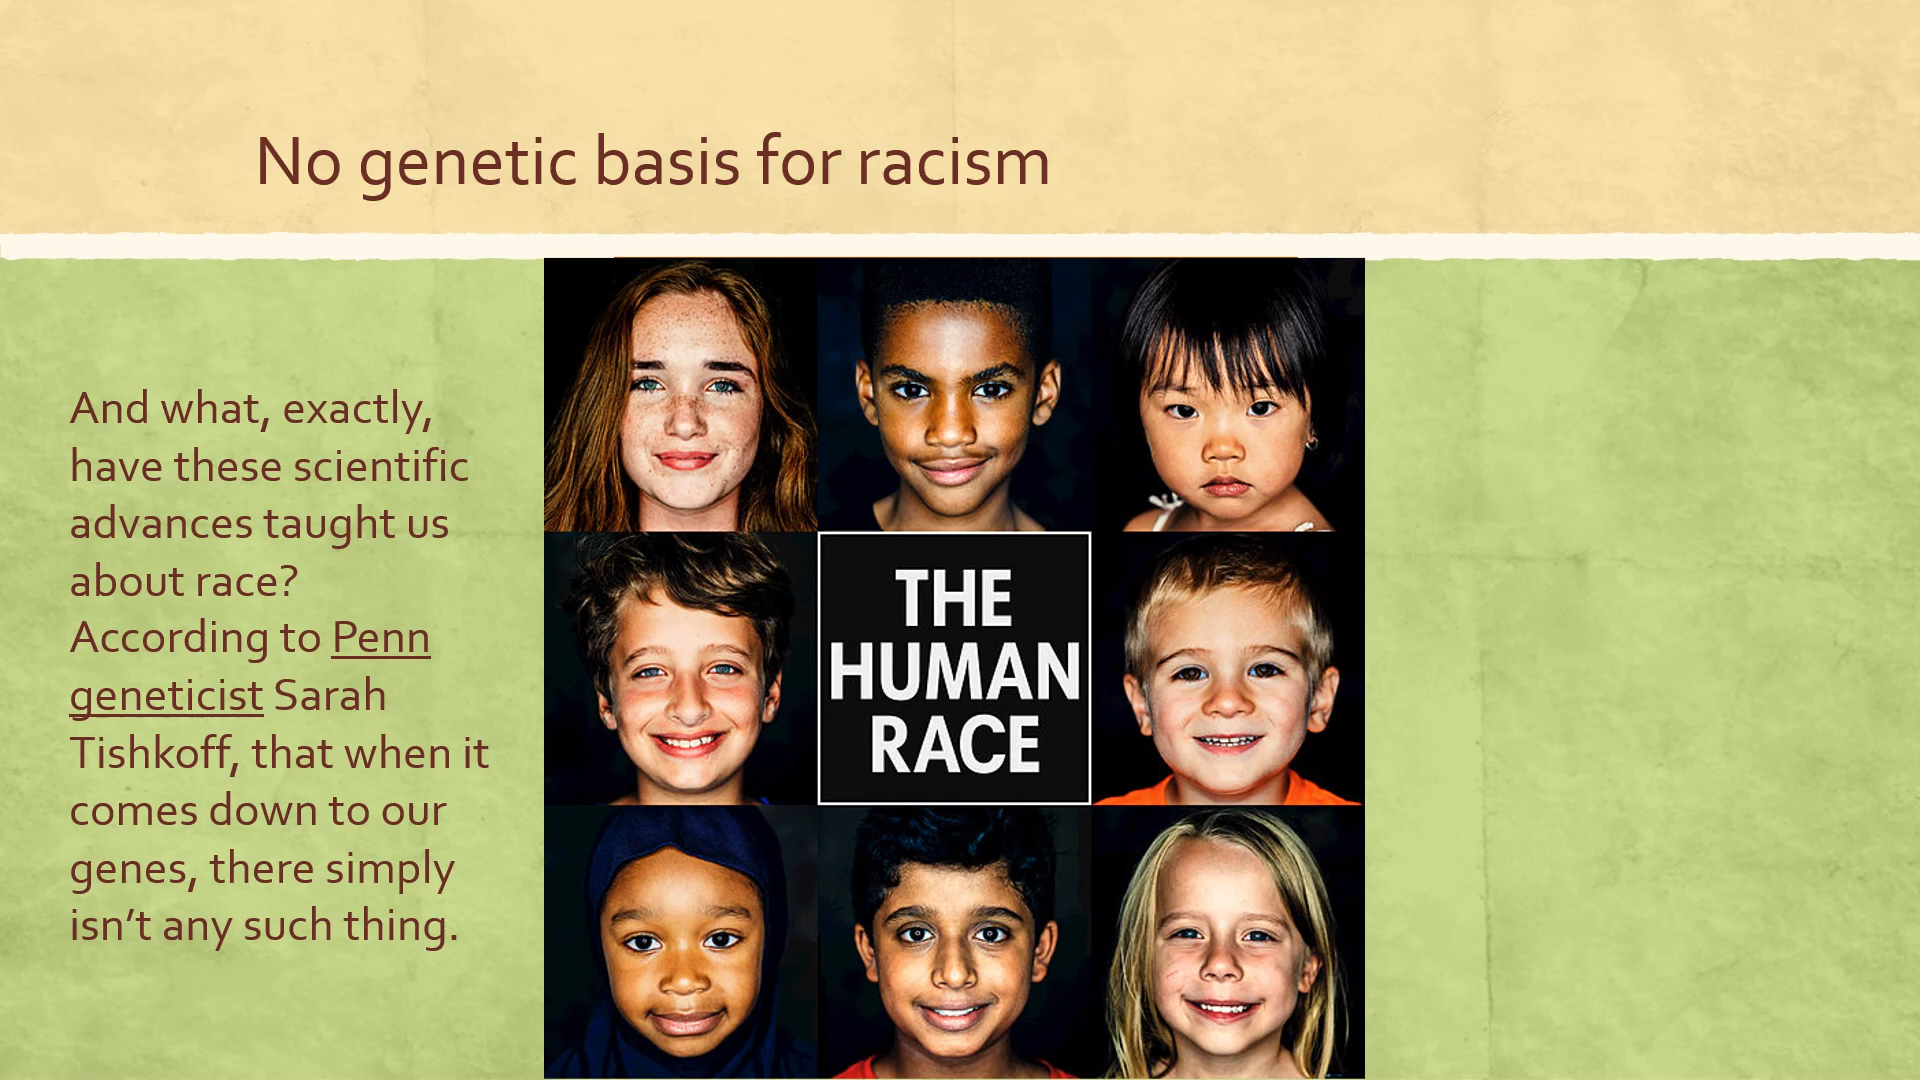 No genetic basis for racism
And what, exactly,
have these scientific
advances taught us
about race?
According to Penn
geneticist Sarah
Tishkoff, that when it
comes down to our
genes, there simply
isn’t any such thing.
THE
HUMAN
RACE